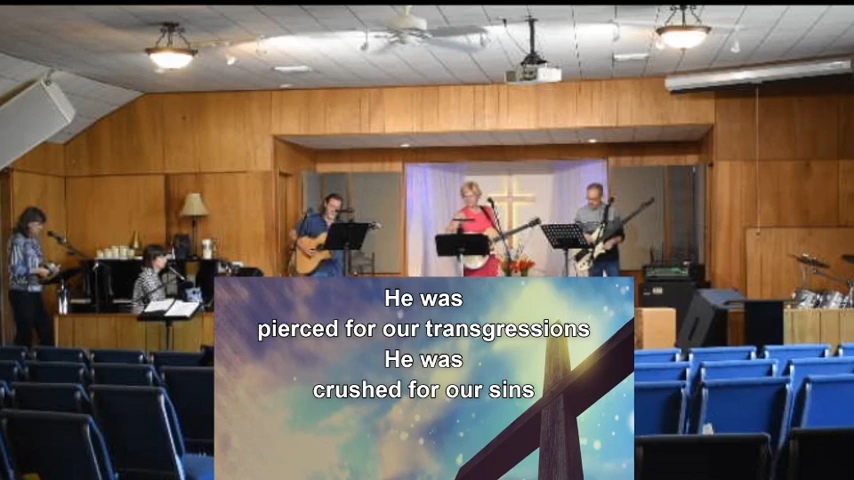 He was
pierced for our transgressions
He was
crushed for our sins